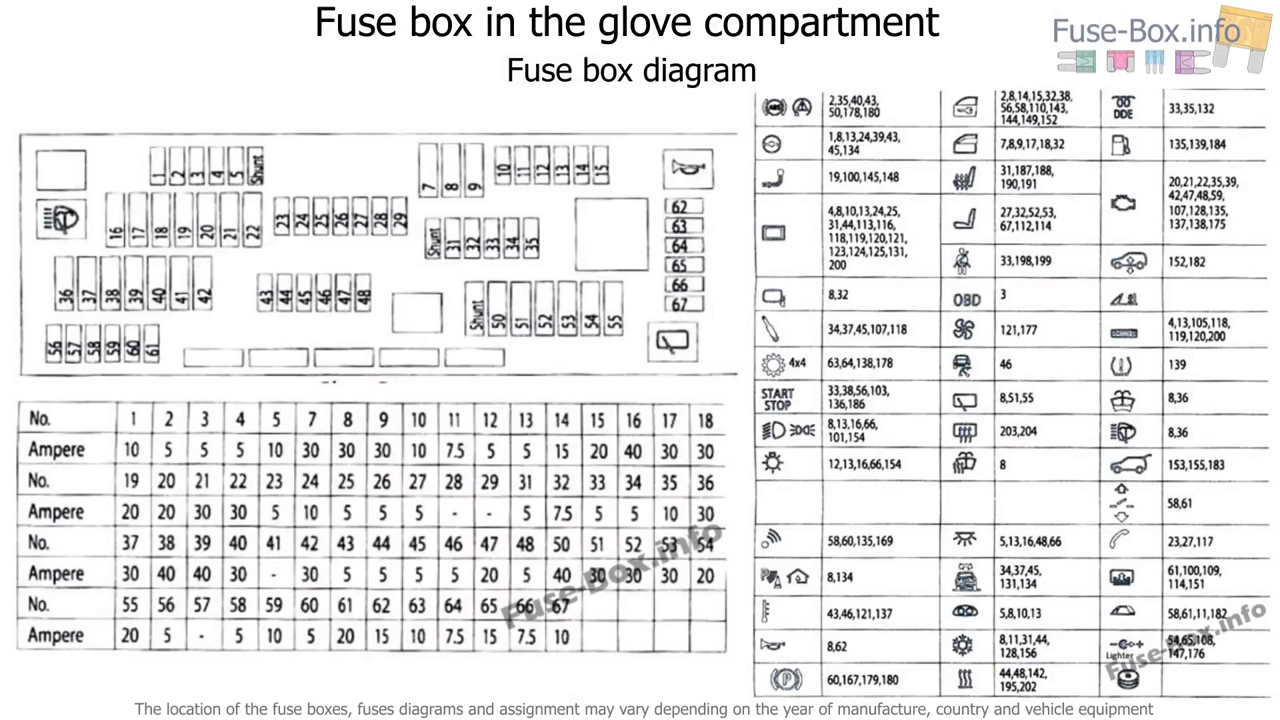 Fuse box in the glove compartment
Fuse box diagram
Fuse-Box.info
1 2 3 4 5 Shunt
7 8 9
10 11 12 13 14 15
16 17 18 19 20 21 22
23 24 25 26 27 28 29
Shunt 31 32 33 34 35
62
63
64
65
66
67
36 37 38 39 40 41 42
43 44 45 46 47 48
Shunt 50 51 52 53 54 55
56 57 58 59 60 61
No. 1 2 3 4 5 7 8 9 10 11 12 13 14 15 16 17 18
Ampere 10 5 5 5 10 30 30 30 10 7.5 5 5 15 20 40 30 30
No. 19 20 21 22 23 24 25 26 27 28 29 31 32 33 34 35 36
Ampere 20 20 30 30 5 10 5 5 5 - - 5 7.5 5 5 10 30
No. 37 38 39 40 41 42 43 44 45 46 47 48 50 51 52 53 54
Ampere 30 40 40 30 - 30 5 5 5 5 20 5 40 30 30 30 20
No. 55 56 57 58 59 60 61 62 63 64 65 66 67
Ampere 20 5 - 5 10 5 20 15 10 7.5 15 7.5 10
Fuse-Box.info
ABS
2,35,40,43,
50,178,180
2,8,14,15,32,38,
56,58,110,143,
144,149,152
DDE
33,35,132
1,8,13,24,39,43,
45,134
7,8,9,17,18,32
135,139,184
19,100,145,148
31,187,188,
190,191
20,21,22,35,39,
42,47,48,59,
107,128,135,
137,138,175
4,8,10,13,24,25,
31,44,113,116,
118,119,120,121,
123,124,125,131,
200
27,32,52,53,
67,112,114
33,198,199
152,182
8,32
OBD
3
34,37,45,107,118
121,177
4,13,105,118,
119,120,200
4x4
63,64,138,178
46
139
START
STOP
33,38,56,103,
136,186
8,51,55
8,36
8,13,16,66,
101,154
203,204
8,36
12,13,16,66,154
8
153,155,183
58,61
58,60,135,169
5,13,16,48,66
23,27,117
8,134
34,37,45,
131,134
61,100,109,
114,151
43,46,121,137
5,8,10,13
58,61,11,182
8,62
8,11,31,44,
128,156
Lighter
54,65,108,
147,176
P
60,167,179,180
44,48,142,
195,202
Fuse-Box.info
The location of the fuse boxes, fuses diagrams and assignment may vary depending on the year of manufacture, country and vehicle equipment